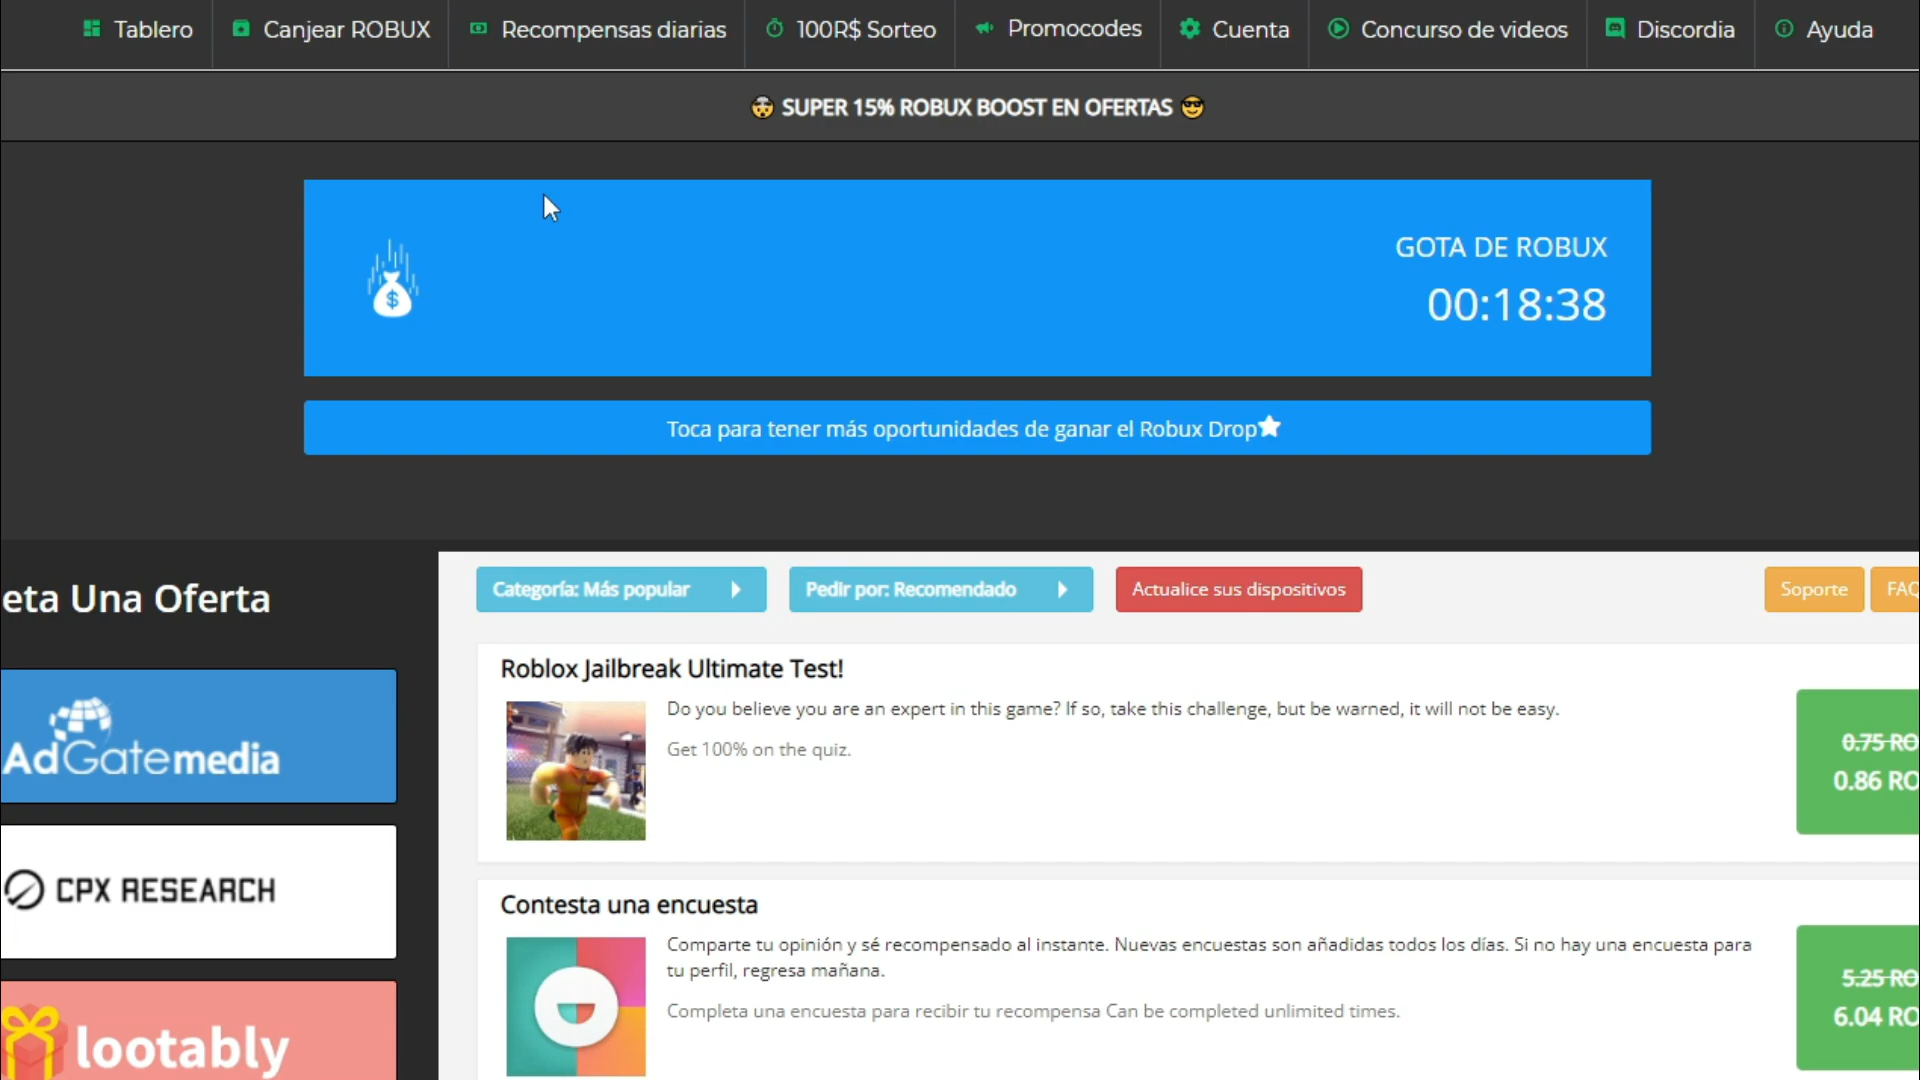 Tablero
Canjear ROBUX
Recompensas diarias
100R$ Sorteo
Promocodes
Cuenta
Concurso de videos
Discordia
Ayuda
SUPER 15% ROBUX BOOST EN OFERTAS
GOTA DE ROBUX
00:18:38
Toca para tener más oportunidades de ganar el Robux Drop
eta Una Oferta
Categoría: Más popular
Pedir por: Recomendado
Actualice sus dispositivos
Soporte
FAQ
AdGatemedia
CPX RESEARCH
lootably
Roblox Jailbreak Ultimate Test!
Do you believe you are an expert in this game? If so, take this challenge, but be warned, it will not be easy.
Get 100% on the quiz.
0.75 RO
0.86 RO
Contesta una encuesta
Comparte tu opinión y sé recompensado al instante. Nuevas encuestas son añadidas todos los días. Si no hay una encuesta para
tu perfil, regresa mañana.
Completa una encuesta para recibir tu recompensa Can be completed unlimited times.
5.25 RO
6.04 RO